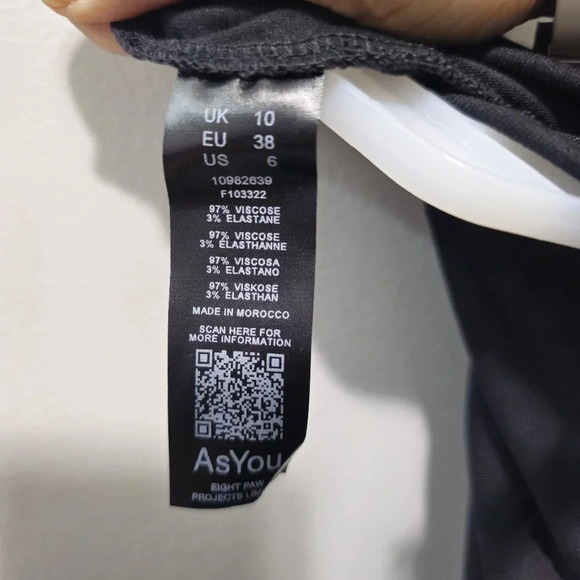 UK 10
EU 38
US 6
10982639
F103322
97% VISCOSE
3% ELASTANE
97% VISCOSE
3% ELASTHANNE
97% VISCOSA
3% ELASTANO
97% VISKOSE
3% ELASTHAN
MADE IN MOROCCO
SCAN HERE FOR
MORE INFORMATION
AsYou
EIGHT PAW
PROJECTS